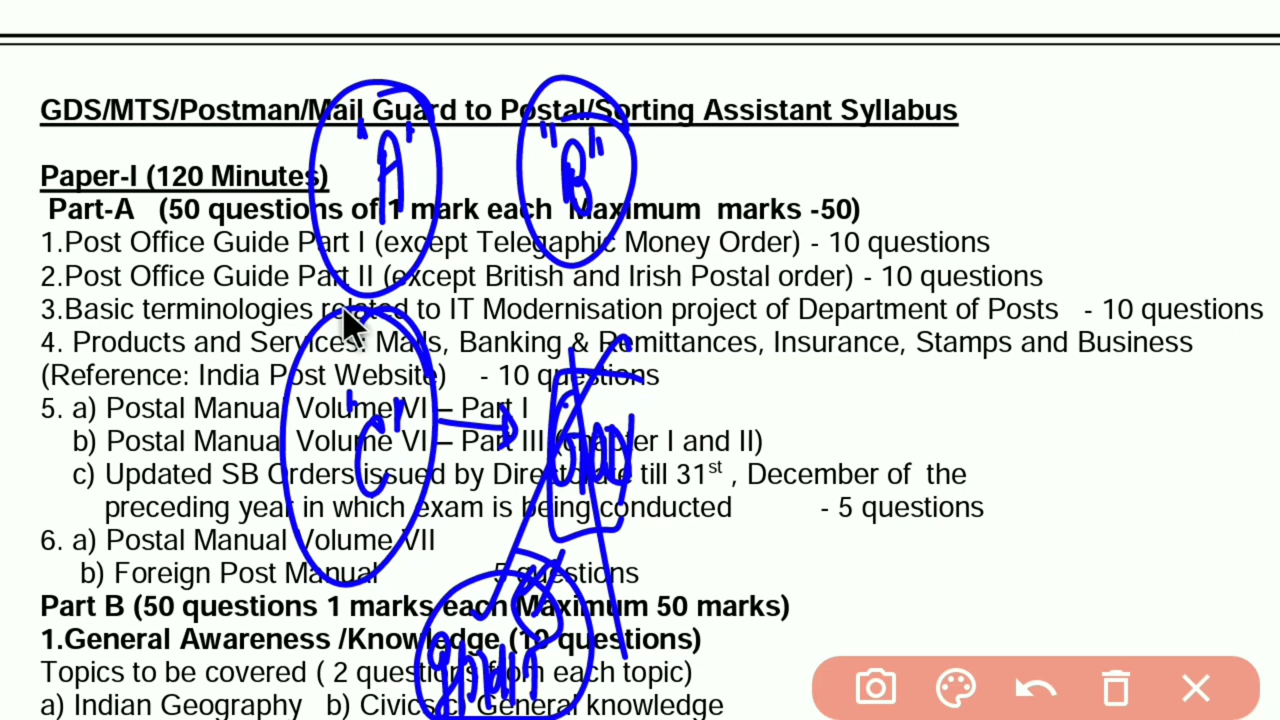 GDS/MTS/Postman/Mail Guard to Postal/Sorting Assistant Syllabus
Paper-I (120 Minutes)
Part-A (50 questions of 1 mark each Maximum marks -50)
1.Post Office Guide Part I (except Telegaphic Money Order) - 10 questions
2.Post Office Guide Part II (except British and Irish Postal order) - 10 questions
3.Basic terminologies related to IT Modernisation project of Department of Posts - 10 questions
4. Products and Services: Mails, Banking & Remittances, Insurance, Stamps and Business
(Reference: India Post Website) - 10 questions
5. a) Postal Manual Volume VI – Part I
b) Postal Manual Volume VI – Part III (chapter I and II)
c) Updated SB Orders issued by Directorate till 31st , December of the
preceding year in which exam is being conducted - 5 questions
6. a) Postal Manual Volume VII
b) Foreign Post Manual 5 questions
Part B (50 questions 1 marks each Maximum 50 marks)
1.General Awareness /Knowledge (10 questions)
Topics to be covered ( 2 questions from each topic)
a) Indian Geography b) Civics c) General knowledge
"A"
"B"
"C"